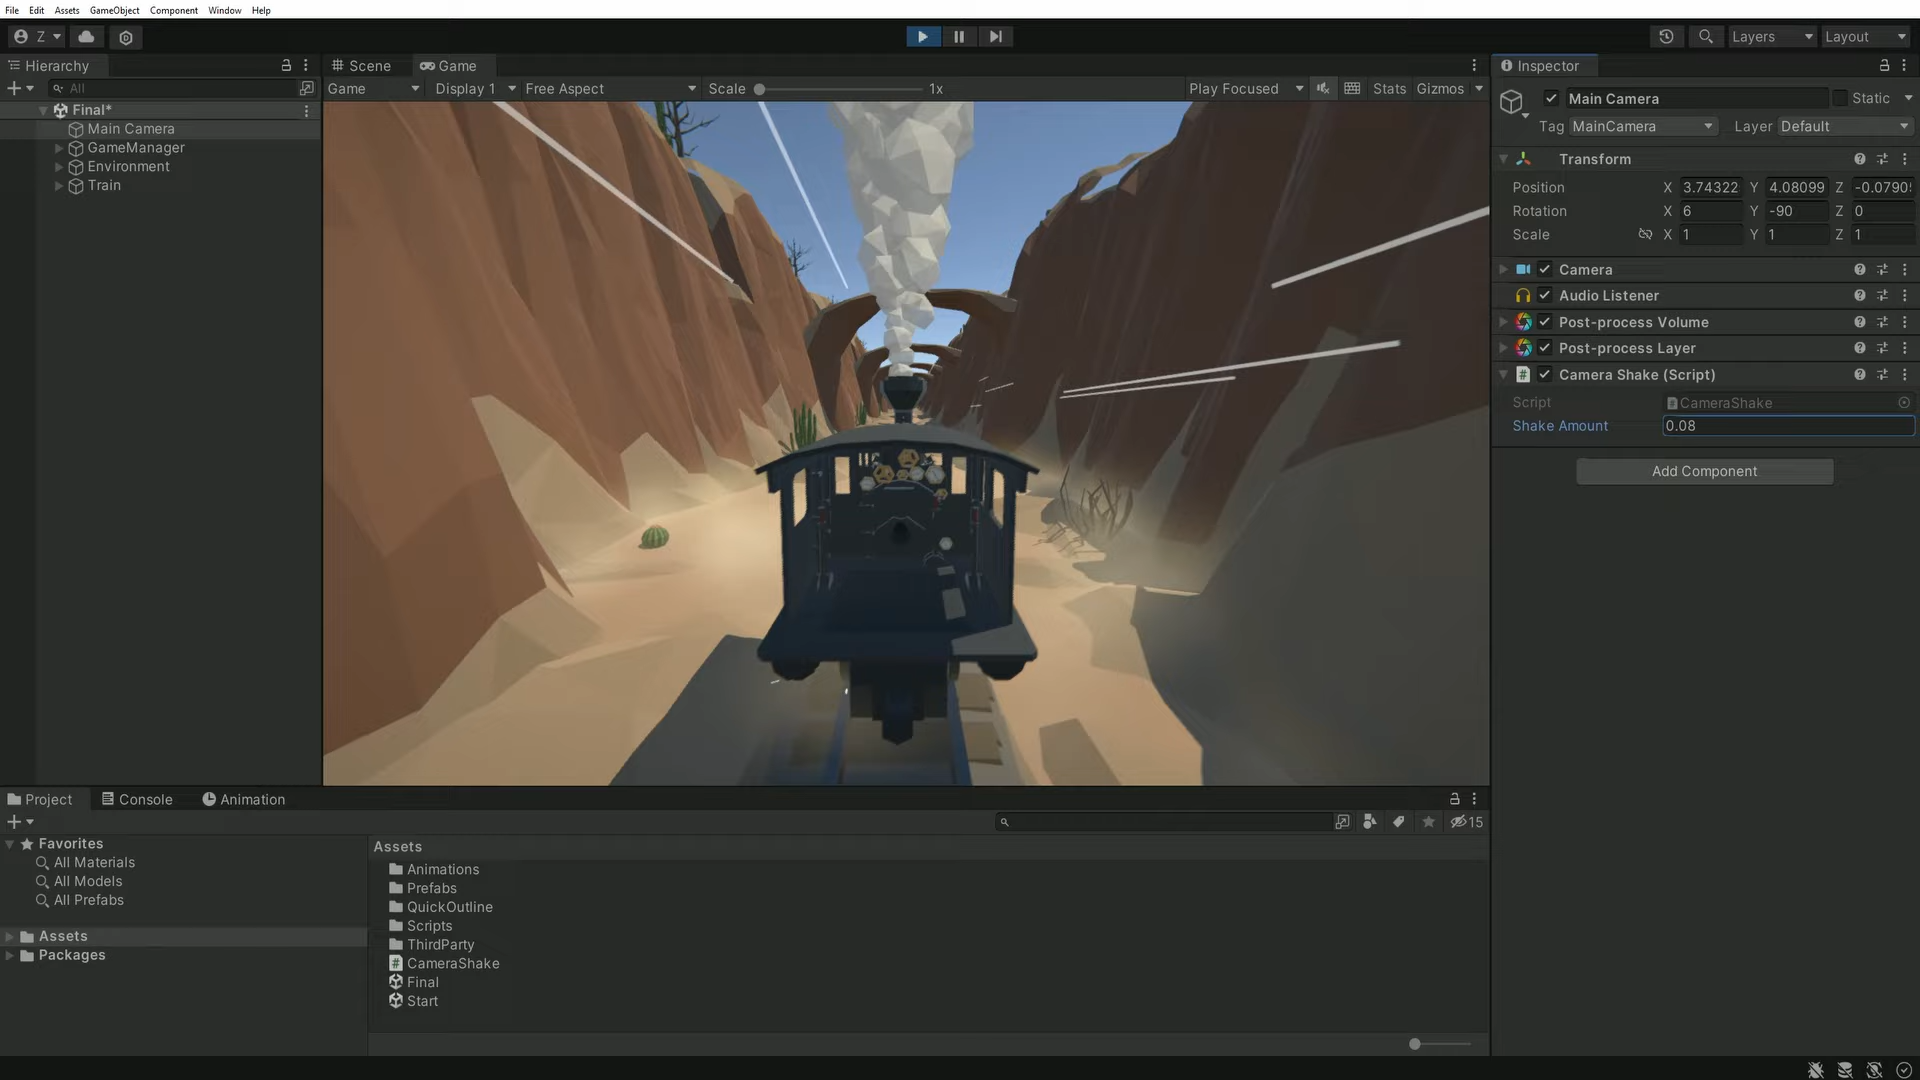 File Edit Assets GameObject Component Window Help
Z Layers Layout
Hierarchy
All
Final*
Main Camera
GameManager
Environment
Train
Scene Game
Game Display 1 Free Aspect Scale 1x Play Focused Stats Gizmos
Inspector
Main Camera Static
Tag MainCamera Layer Default
Transform
Position X 3.74322 Y 4.08099 Z -0.0790
Rotation X 6 Y -90 Z 0
Scale X 1 Y 1 Z 1
Camera
Audio Listener
Post-process Volume
Post-process Layer
# Camera Shake (Script)
Script # CameraShake
Shake Amount 0.08
Add Component
Project Console Animation
15
Favorites
All Materials
All Models
All Prefabs
Assets
Packages
Assets
Animations
Prefabs
QuickOutline
Scripts
ThirdParty
# CameraShake
Final
Start